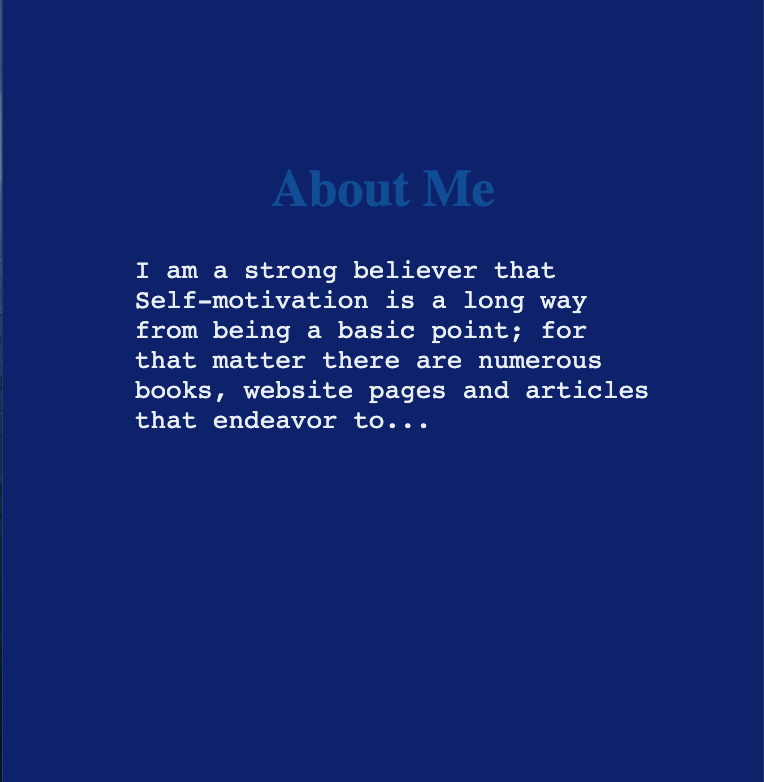 About Me
I am a strong believer that
Self-motivation is a long way
from being a basic point; for
that matter there are numerous
books, website pages and articles
that endeavor to...